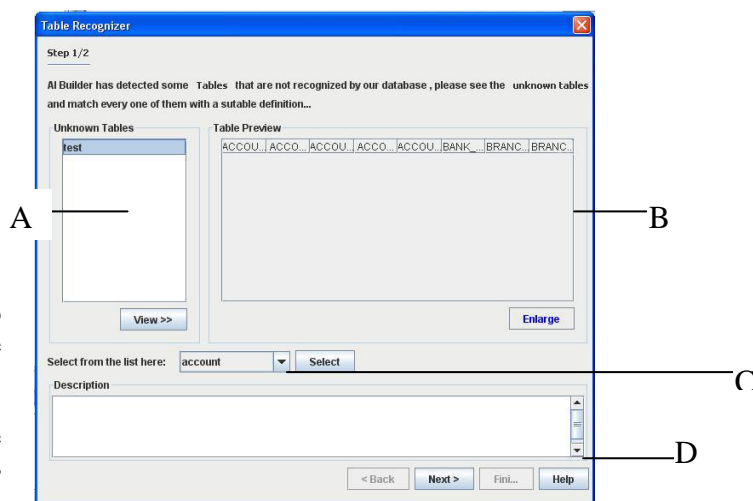 Table Recognizer
Step 1/2
AI Builder has detected some Tables that are not recognized by our database , please see the unknown tables
and match every one of them with a sutable definition...
Unknown Tables
Table Preview
test
ACCOU... ACCO... ACCOU... ACCO... ACCOU... BANK_... BRANC... BRANC...
A
B
View >>
Enlarge
Select from the list here: account Select
C
Description
D
< Back Next > Fini... Help